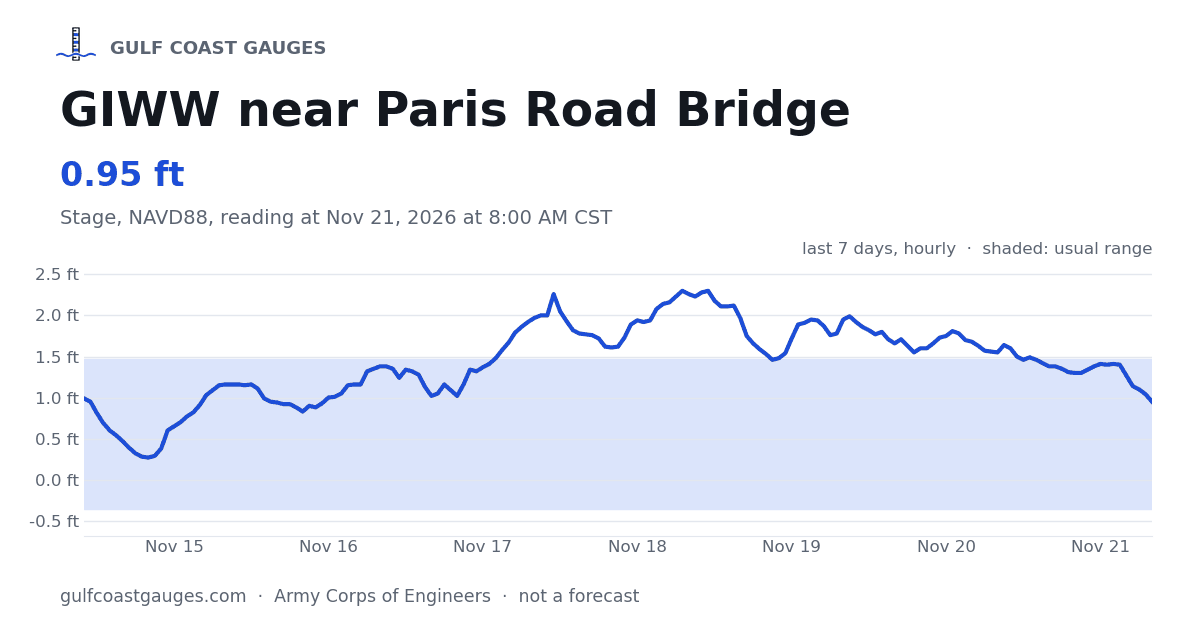 GULF COAST GAUGES
GIWW near Paris Road Bridge
0.95 ft
Stage, NAVD88, reading at Nov 21, 2026 at 8:00 AM CST
last 7 days, hourly · shaded: usual range
2.5 ft
2.0 ft
1.5 ft
1.0 ft
0.5 ft
0.0 ft
-0.5 ft
Nov 15 Nov 16 Nov 17 Nov 18 Nov 19 Nov 20 Nov 21
gulfcoastgauges.com · Army Corps of Engineers · not a forecast